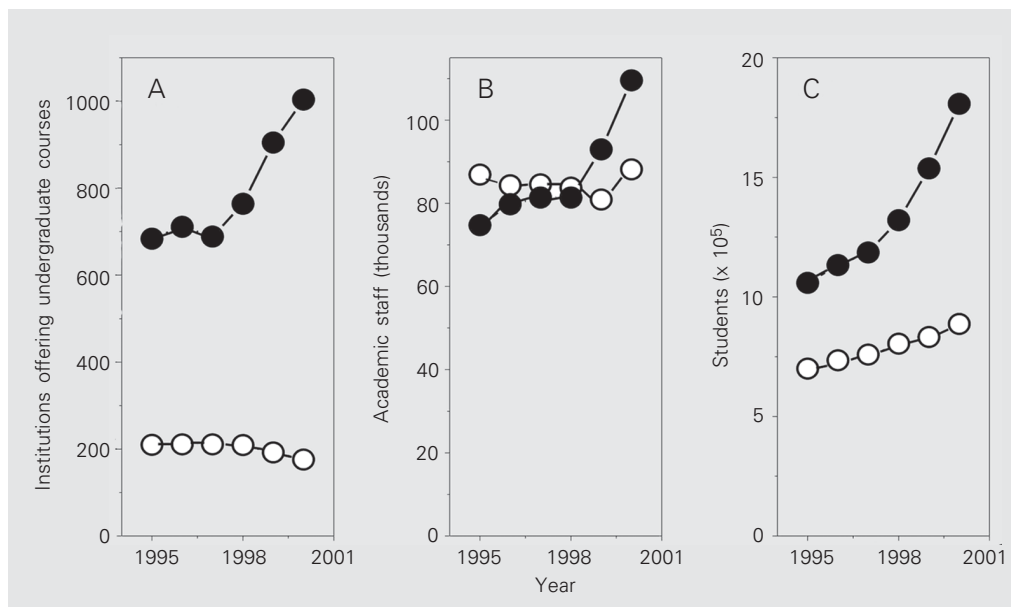 A
Institutions offering undergraduate courses
1000
800
600
400
200
0
1995 1998 2001
B
Academic staff (thousands)
100
80
60
40
20
0
1995 1998 2001
Year
C
Students (x 10⁵)
20
15
10
5
0
1995 1998 2001